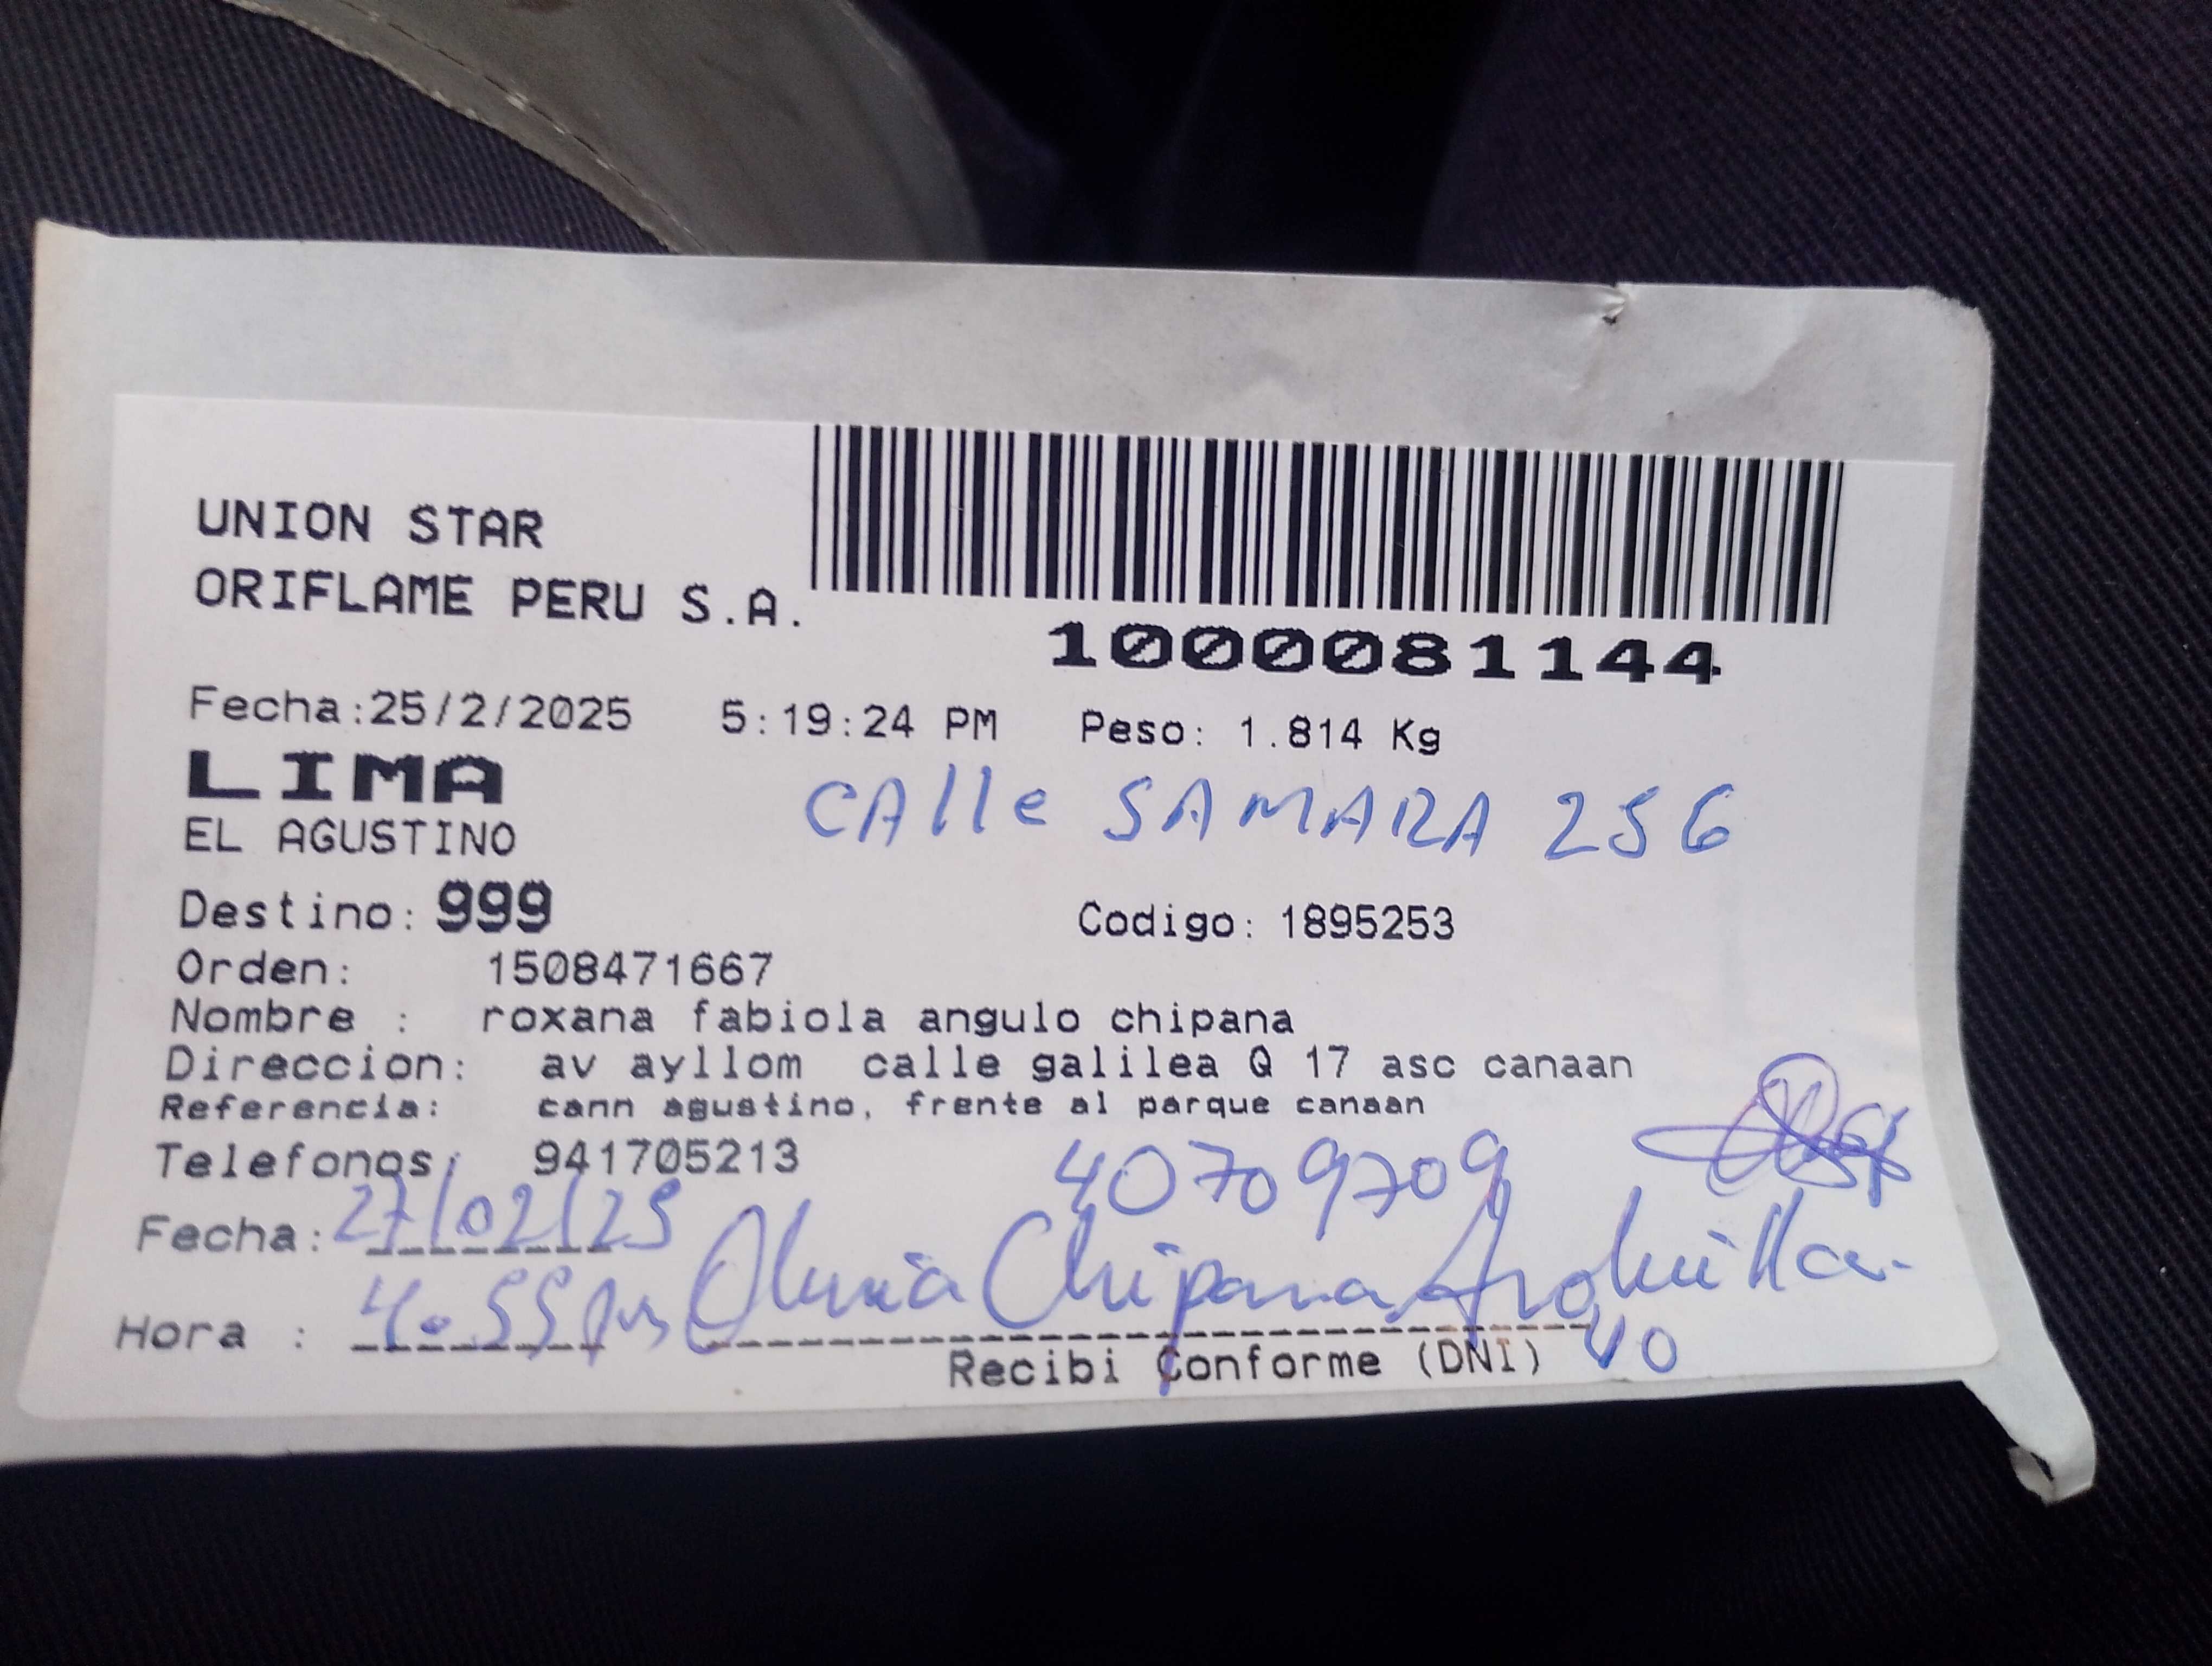 UNION STAR
ORIFLAME PERU S.A.
1000081144
Fecha:25/2/2025 5:19:24 PM Peso: 1.814 Kg
LIMA
CAlle SAMARA 256
EL AGUSTINO
Destino: 999 Codigo: 1895253
Orden: 1508471667
Nombre : roxana fabiola angulo chipana
Direccion: av ayllom calle galilea Q 17 asc canaan
Referencia: cann agustino, frente al parque canaan
Telefonos: 941705213
40709709
Fecha: 27/02/25
Hora : 4.55 pm Chipana
Recibi Conforme (DNI)